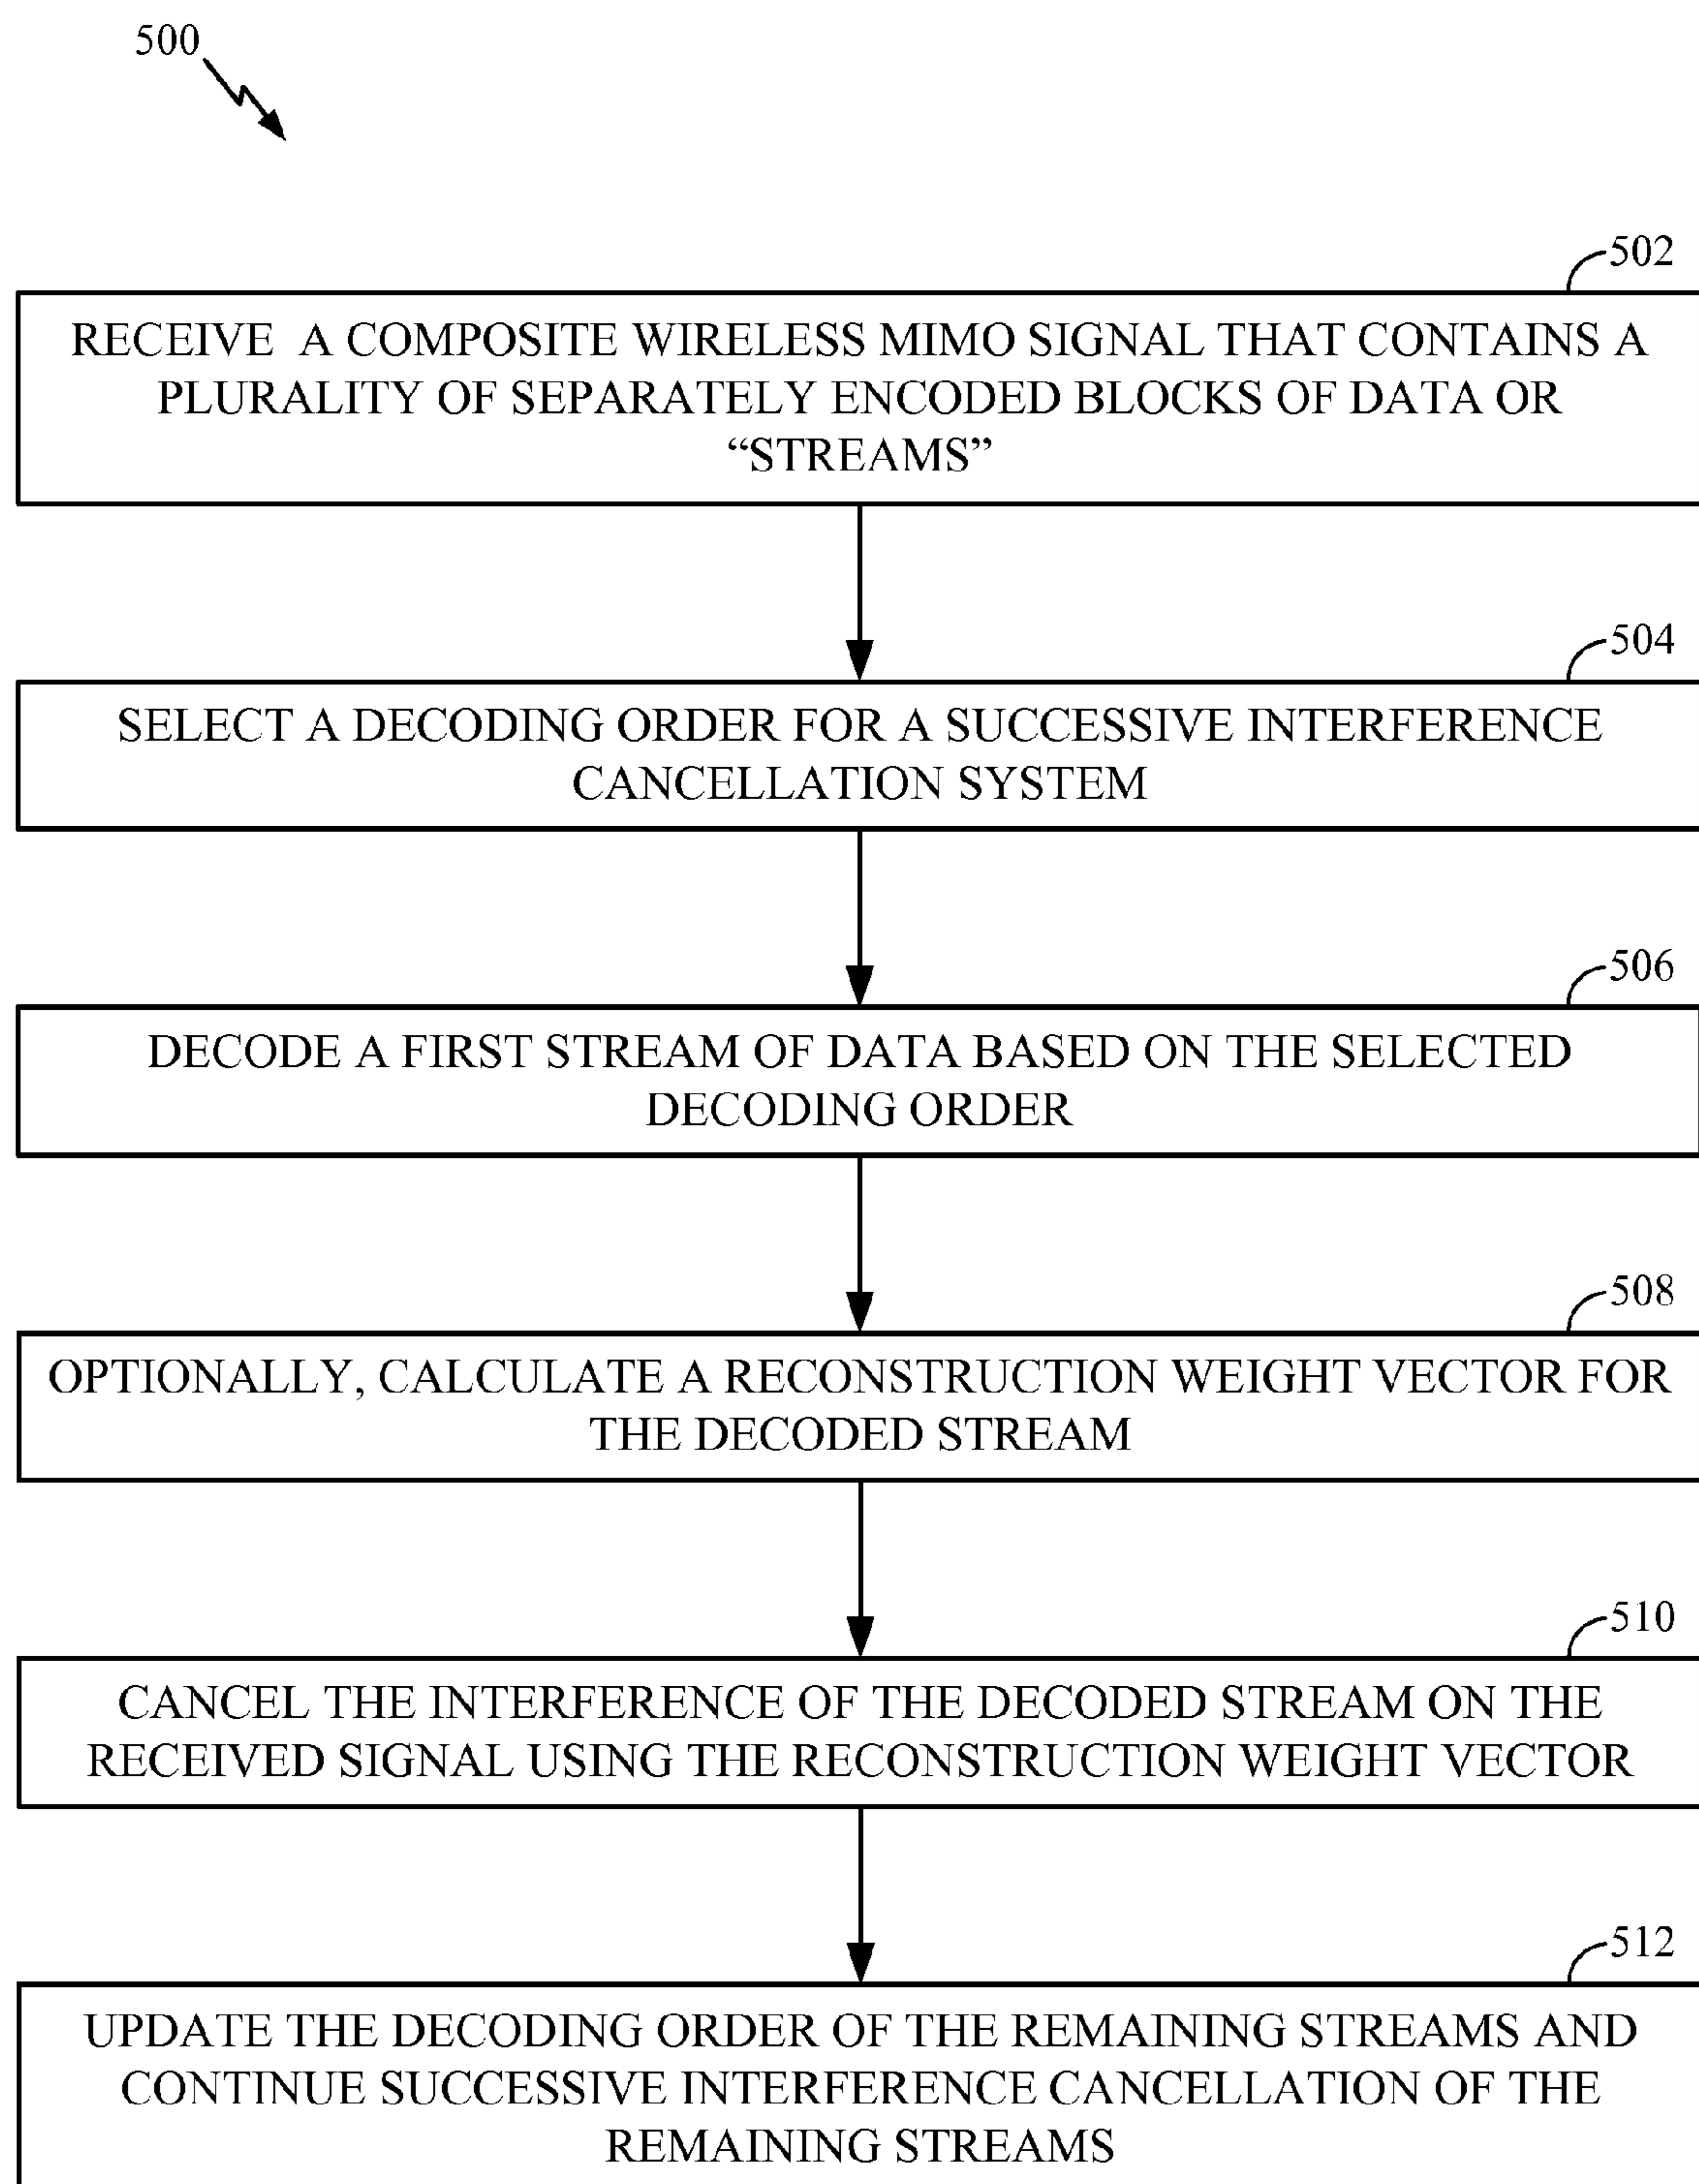 500
502
RECEIVE A COMPOSITE WIRELESS MIMO SIGNAL THAT CONTAINS A
PLURALITY OF SEPARATELY ENCODED BLOCKS OF DATA OR
“STREAMS”
504
SELECT A DECODING ORDER FOR A SUCCESSIVE INTERFERENCE
CANCELLATION SYSTEM
506
DECODE A FIRST STREAM OF DATA BASED ON THE SELECTED
DECODING ORDER
508
OPTIONALLY, CALCULATE A RECONSTRUCTION WEIGHT VECTOR FOR
THE DECODED STREAM
510
CANCEL THE INTERFERENCE OF THE DECODED STREAM ON THE
RECEIVED SIGNAL USING THE RECONSTRUCTION WEIGHT VECTOR
512
UPDATE THE DECODING ORDER OF THE REMAINING STREAMS AND
CONTINUE SUCCESSIVE INTERFERENCE CANCELLATION OF THE
REMAINING STREAMS